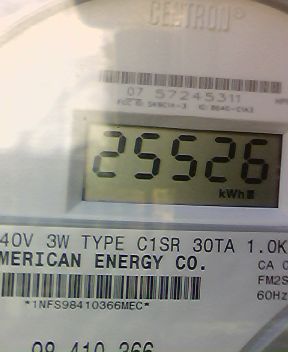 CENTRON®
07 57245311
25526
kWh
40V 3W TYPE C1SR 30TA 1.0K
MERICAN ENERGY CO.
CA 0
FM2S
60Hz
*1NFS98410366MEC*
98 410 366